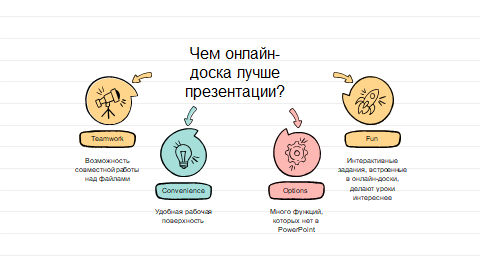 Чем онлайн-
доска лучше
презентации?
Teamwork
Возможность
совместной работы
над файлами
Convenience
Удобная рабочая
поверхность
Options
Много функций,
которых нет в
PowerPoint
Fun
Интерактивные
задания, встроенные
в онлайн-доски,
делают уроки
интереснее